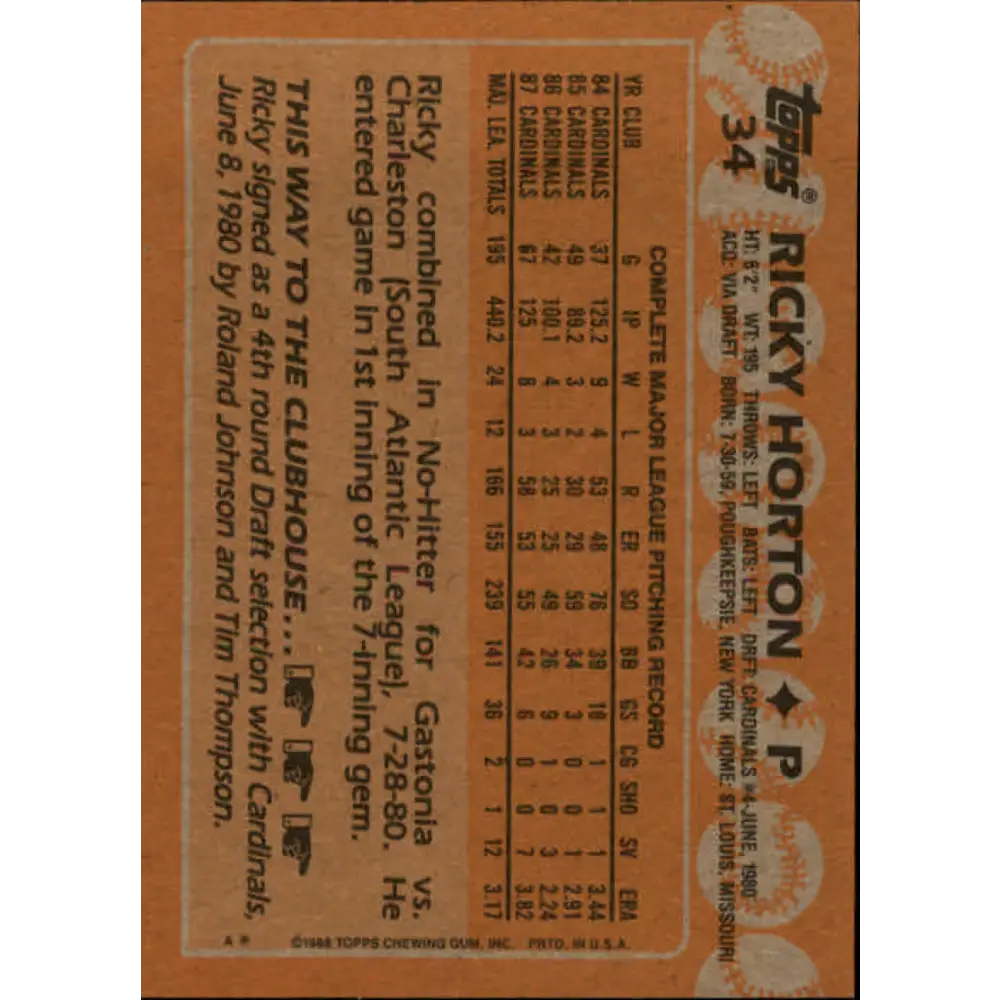 topps®
34
RICKY HORTON ✦ P
HT: 6'2" WT: 195 THROWS: LEFT BATS: LEFT DRFT: CARDINALS #4-JUNE, 1980
ACQ: VIA DRAFT BORN: 7-30-59, POUGHKEEPSIE, NEW YORK HOME: ST. LOUIS, MISSOURI
COMPLETE MAJOR LEAGUE PITCHING RECORD
YR CLUB G IP W L R ER SO BB GS CG SHO SV ERA
84 CARDINALS 37 125.2 9 4 53 48 76 39 18 1 1 1 3.44
85 CARDINALS 49 89.2 3 2 30 29 59 34 3 0 0 1 2.91
86 CARDINALS 42 100.1 4 3 25 25 49 26 9 1 0 3 2.24
87 CARDINALS 67 125 8 3 58 53 55 42 6 0 0 7 3.82
MAJ. LEA. TOTALS 195 440.2 24 12 166 155 239 141 36 2 1 12 3.17
Ricky combined in No-Hitter for Gastonia vs.
Charleston (South Atlantic League), 7-28-80. He
entered game in 1st inning of the 7-inning gem.
THIS WAY TO THE CLUBHOUSE...
Ricky signed as a 4th round Draft selection with Cardinals,
June 8, 1980 by Roland Johnson and Tim Thompson.
©1988 TOPPS CHEWING GUM, INC. PRTD. IN U.S.A.
A *